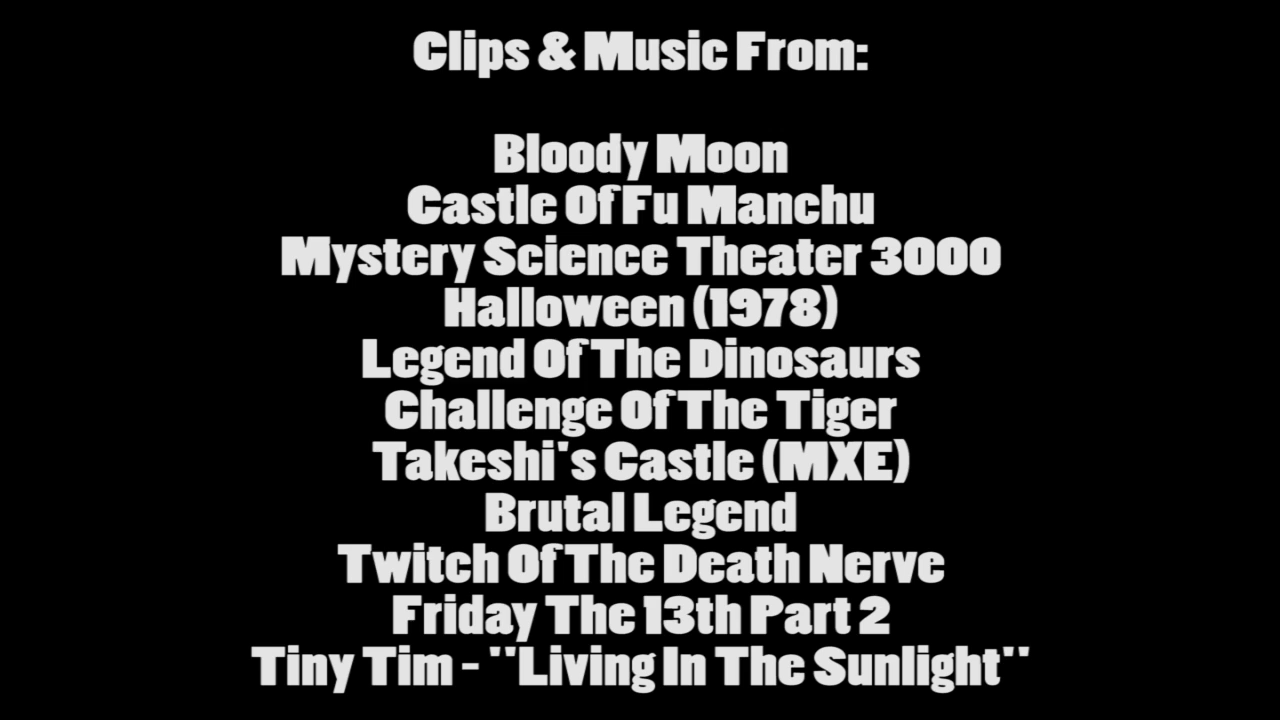 Clips & Music From:
Bloody Moon
Castle Of Fu Manchu
Mystery Science Theater 3000
Halloween (1978)
Legend Of The Dinosaurs
Challenge Of The Tiger
Takeshi's Castle (MXE)
Brutal Legend
Twitch Of The Death Nerve
Friday The 13th Part 2
Tiny Tim - "Living In The Sunlight"